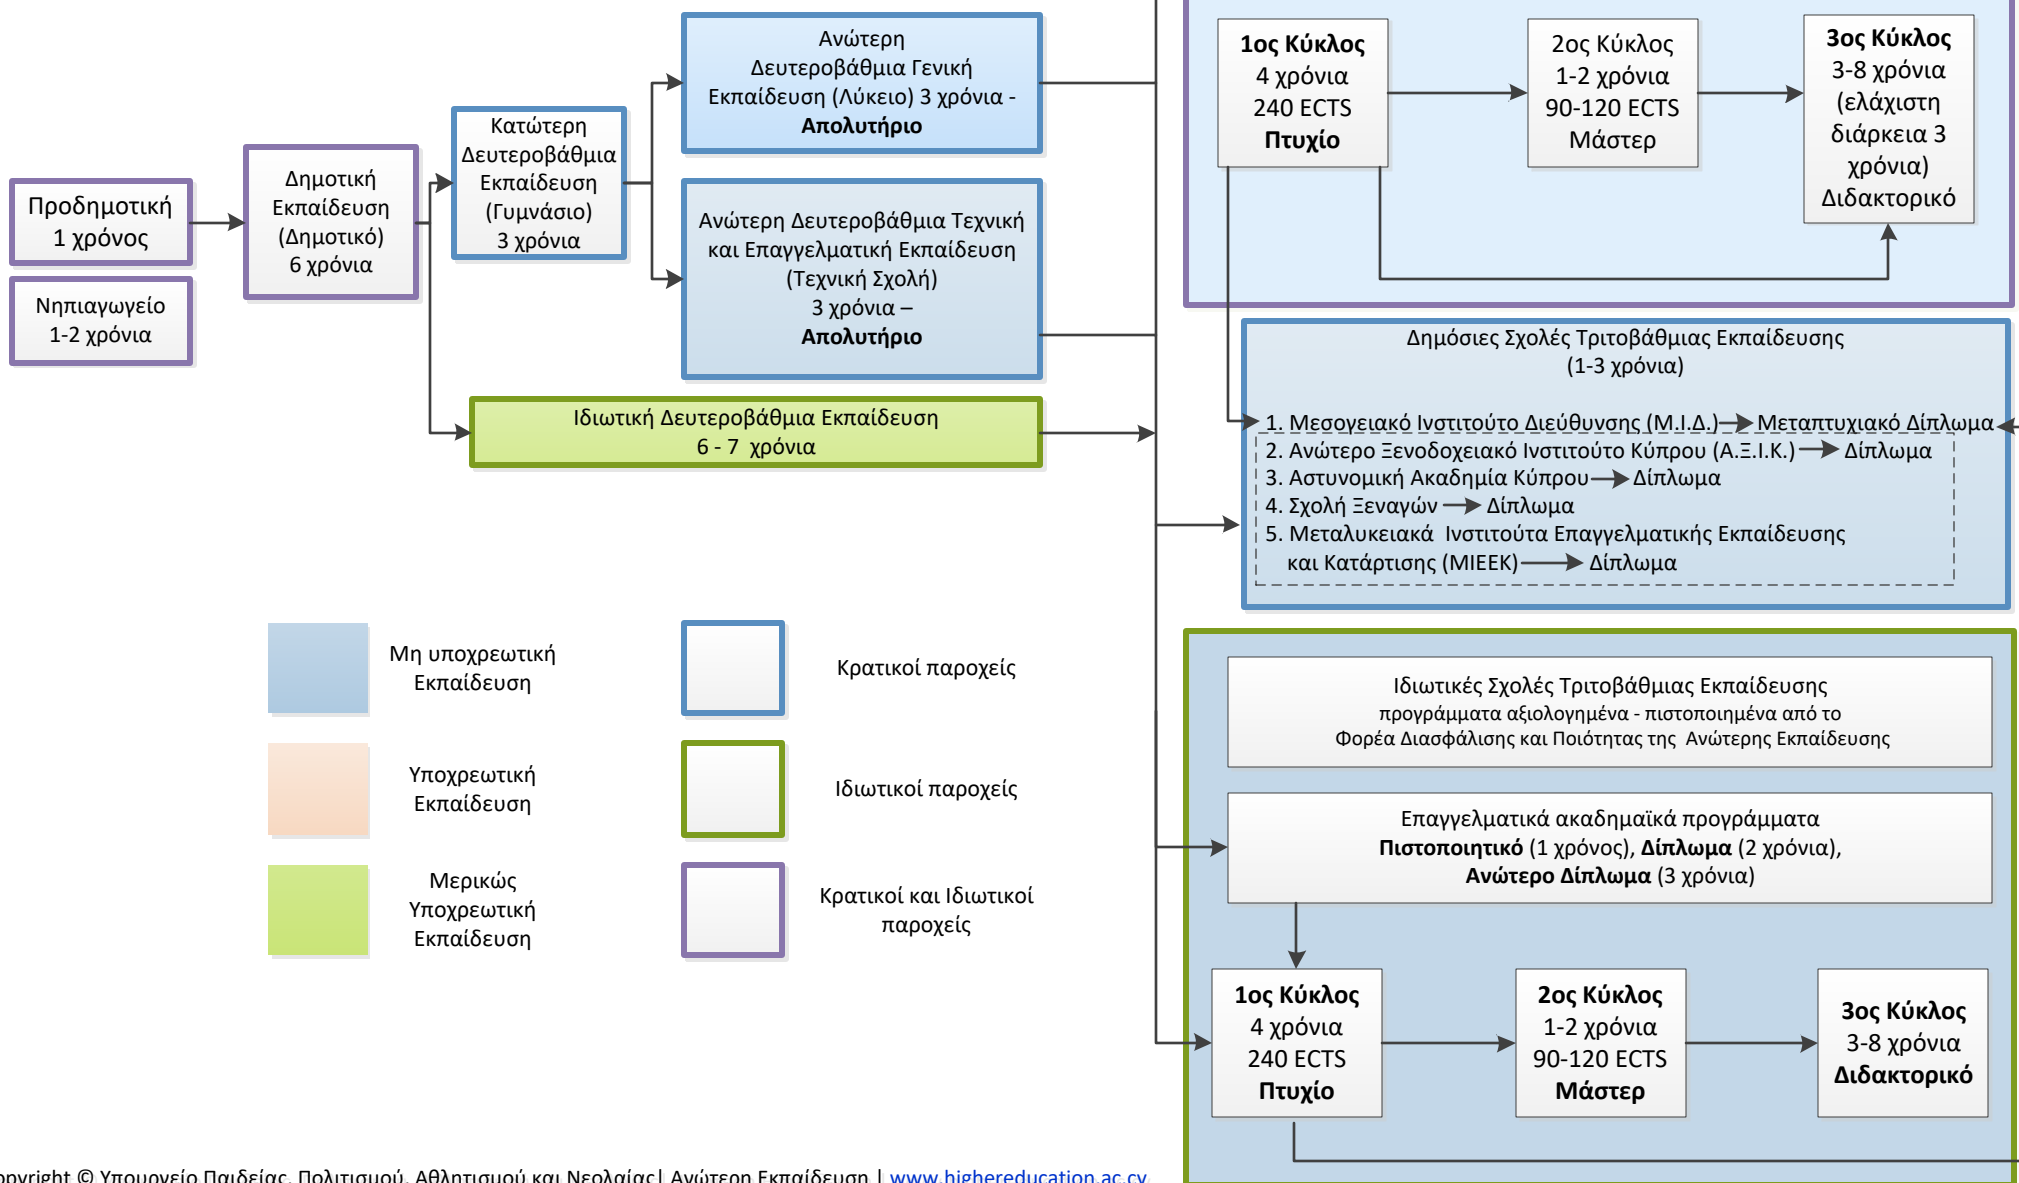 Προδημοτική
1 χρόνος
Νηπιαγωγείο
1-2 χρόνια
Δημοτική
Εκπαίδευση
(Δημοτικό)
6 χρόνια
Κατώτερη
Δευτεροβάθμια
Εκπαίδευση
(Γυμνάσιο)
3 χρόνια
Ανώτερη
Δευτεροβάθμια Γενική
Εκπαίδευση (Λύκειο) 3 χρόνια -
Απολυτήριο
Ανώτερη Δευτεροβάθμια Τεχνική
και Επαγγελματική Εκπαίδευση
(Τεχνική Σχολή)
3 χρόνια –
Απολυτήριο
Ιδιωτική Δευτεροβάθμια Εκπαίδευση
6 - 7 χρόνια
1ος Κύκλος
4 χρόνια
240 ECTS
Πτυχίο
2ος Κύκλος
1-2 χρόνια
90-120 ECTS
Μάστερ
3ος Κύκλος
3-8 χρόνια
(ελάχιστη
διάρκεια 3
χρόνια)
Διδακτορικό
Δημόσιες Σχολές Τριτοβάθμιας Εκπαίδευσης
(1-3 χρόνια)
1. Μεσογειακό Ινστιτούτο Διεύθυνσης (Μ.Ι.Δ.) Μεταπτυχιακό Δίπλωμα
2. Ανώτερο Ξενοδοχειακό Ινστιτούτο Κύπρου (Α.Ξ.Ι.Κ.) Δίπλωμα
3. Αστυνομική Ακαδημία Κύπρου Δίπλωμα
4. Σχολή Ξεναγών Δίπλωμα
5. Μεταλυκειακά Ινστιτούτα Επαγγελματικής Εκπαίδευσης
και Κατάρτισης (ΜΙΕΕΚ) Δίπλωμα
Μη υποχρεωτική
Εκπαίδευση
Υποχρεωτική
Εκπαίδευση
Μερικώς
Υποχρεωτική
Εκπαίδευση
Κρατικοί παροχείς
Ιδιωτικοί παροχείς
Κρατικοί και Ιδιωτικοί
παροχείς
Ιδιωτικές Σχολές Τριτοβάθμιας Εκπαίδευσης
προγράμματα αξιολογημένα - πιστοποιημένα από το
Φορέα Διασφάλισης και Ποιότητας της Ανώτερης Εκπαίδευσης
Επαγγελματικά ακαδημαϊκά προγράμματα
Πιστοποιητικό (1 χρόνος), Δίπλωμα (2 χρόνια),
Ανώτερο Δίπλωμα (3 χρόνια)
1ος Κύκλος
4 χρόνια
240 ECTS
Πτυχίο
2ος Κύκλος
1-2 χρόνια
90-120 ECTS
Μάστερ
3ος Κύκλος
3-8 χρόνια
Διδακτορικό
opyright © Υπουργείο Παιδείας, Πολιτισμού, Αθλητισμού και Νεολαίας| Ανώτερη Εκπαίδευση | www.highereducation.ac.cy